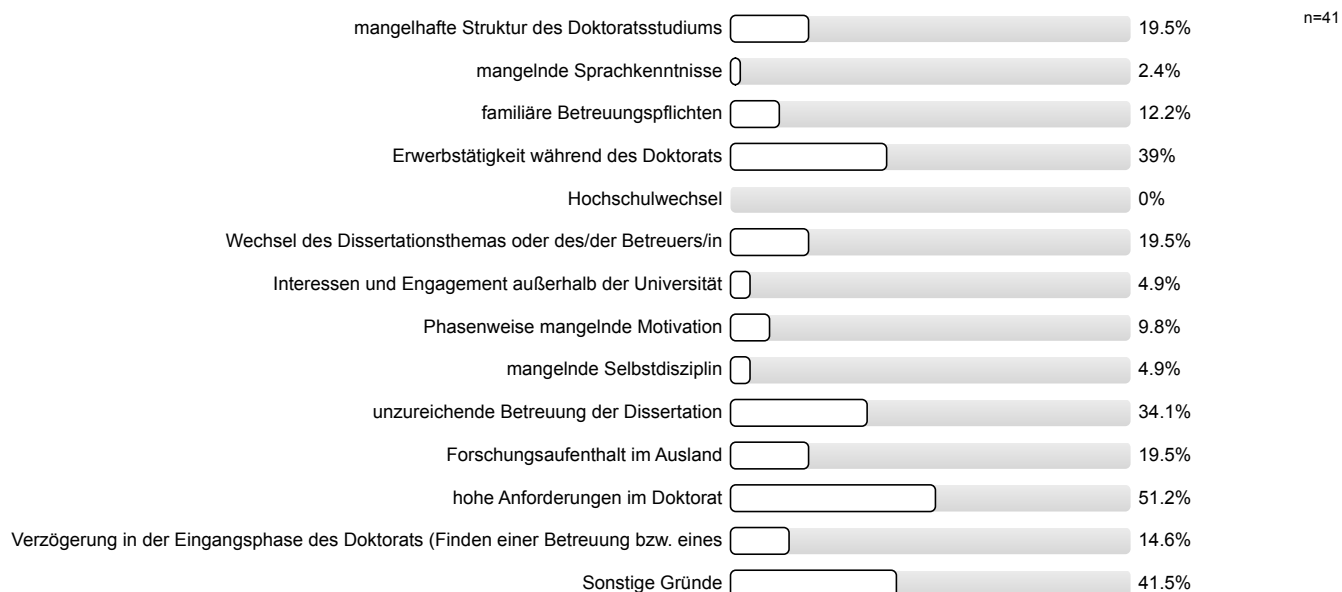 n=41
mangelhafte Struktur des Doktoratsstudiums 19.5%
mangelnde Sprachkenntnisse 2.4%
familiäre Betreuungspflichten 12.2%
Erwerbstätigkeit während des Doktorats 39%
Hochschulwechsel 0%
Wechsel des Dissertationsthemas oder des/der Betreuers/in 19.5%
Interessen und Engagement außerhalb der Universität 4.9%
Phasenweise mangelnde Motivation 9.8%
mangelnde Selbstdisziplin 4.9%
unzureichende Betreuung der Dissertation 34.1%
Forschungsaufenthalt im Ausland 19.5%
hohe Anforderungen im Doktorat 51.2%
Verzögerung in der Eingangsphase des Doktorats (Finden einer Betreuung bzw. eines 14.6%
Sonstige Gründe 41.5%